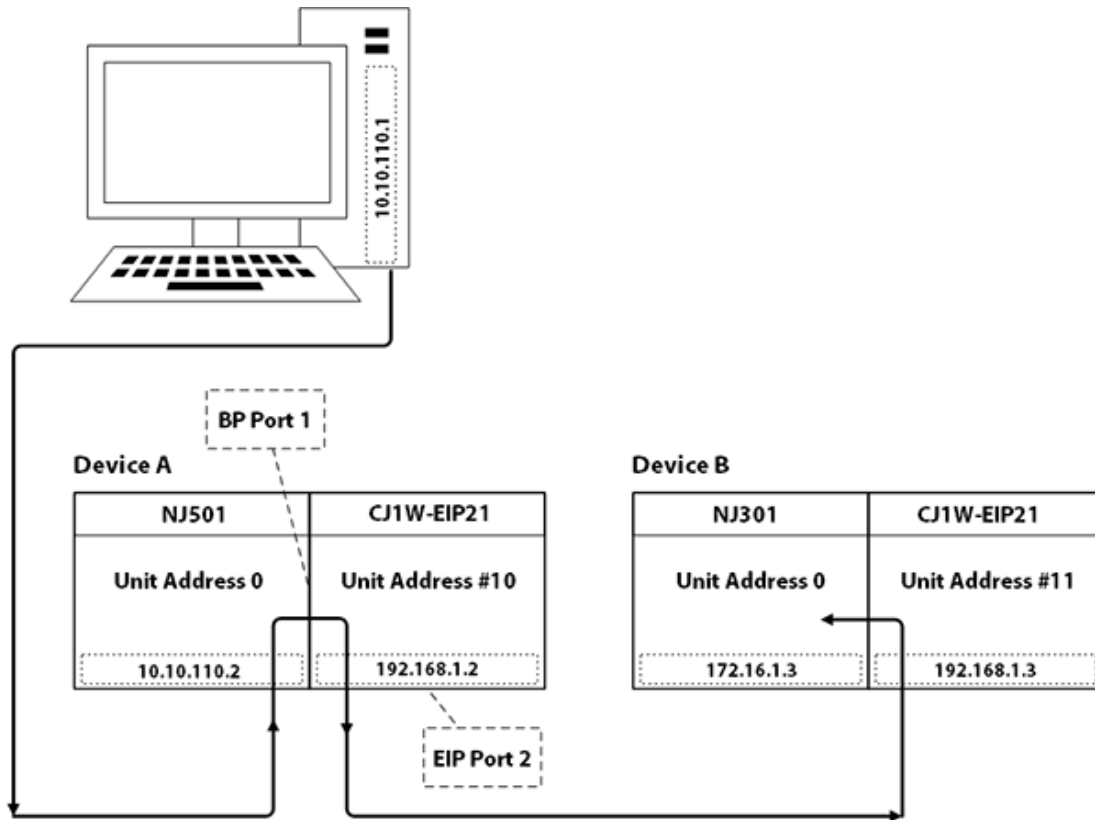 10.10.110.1
BP Port 1
Device A
NJ501
CJ1W-EIP21
Unit Address 0
Unit Address #10
10.10.110.2
192.168.1.2
EIP Port 2
Device B
NJ301
CJ1W-EIP21
Unit Address 0
Unit Address #11
172.16.1.3
192.168.1.3